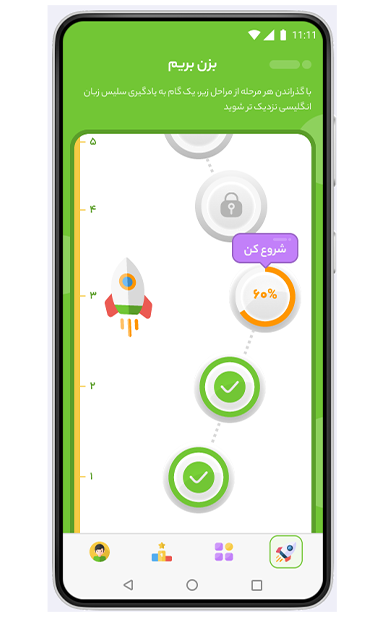 11:11
بزن بریم
با گذراندن هر مرحله از مراحل زیر، یک گام به یادگیری سلیس زبان
انگلیسی نزدیک تر شوید
۵
۴
شروع کن
۳
۶۰%
۲
۱